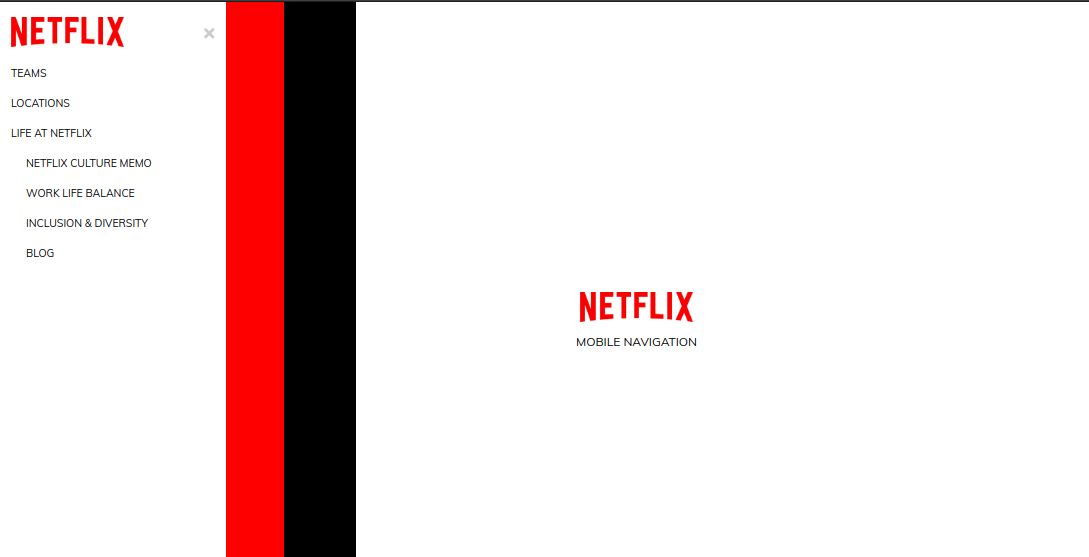 NETFLIX
TEAMS
LOCATIONS
LIFE AT NETFLIX
NETFLIX CULTURE MEMO
WORK LIFE BALANCE
INCLUSION & DIVERSITY
BLOG
NETFLIX
MOBILE NAVIGATION